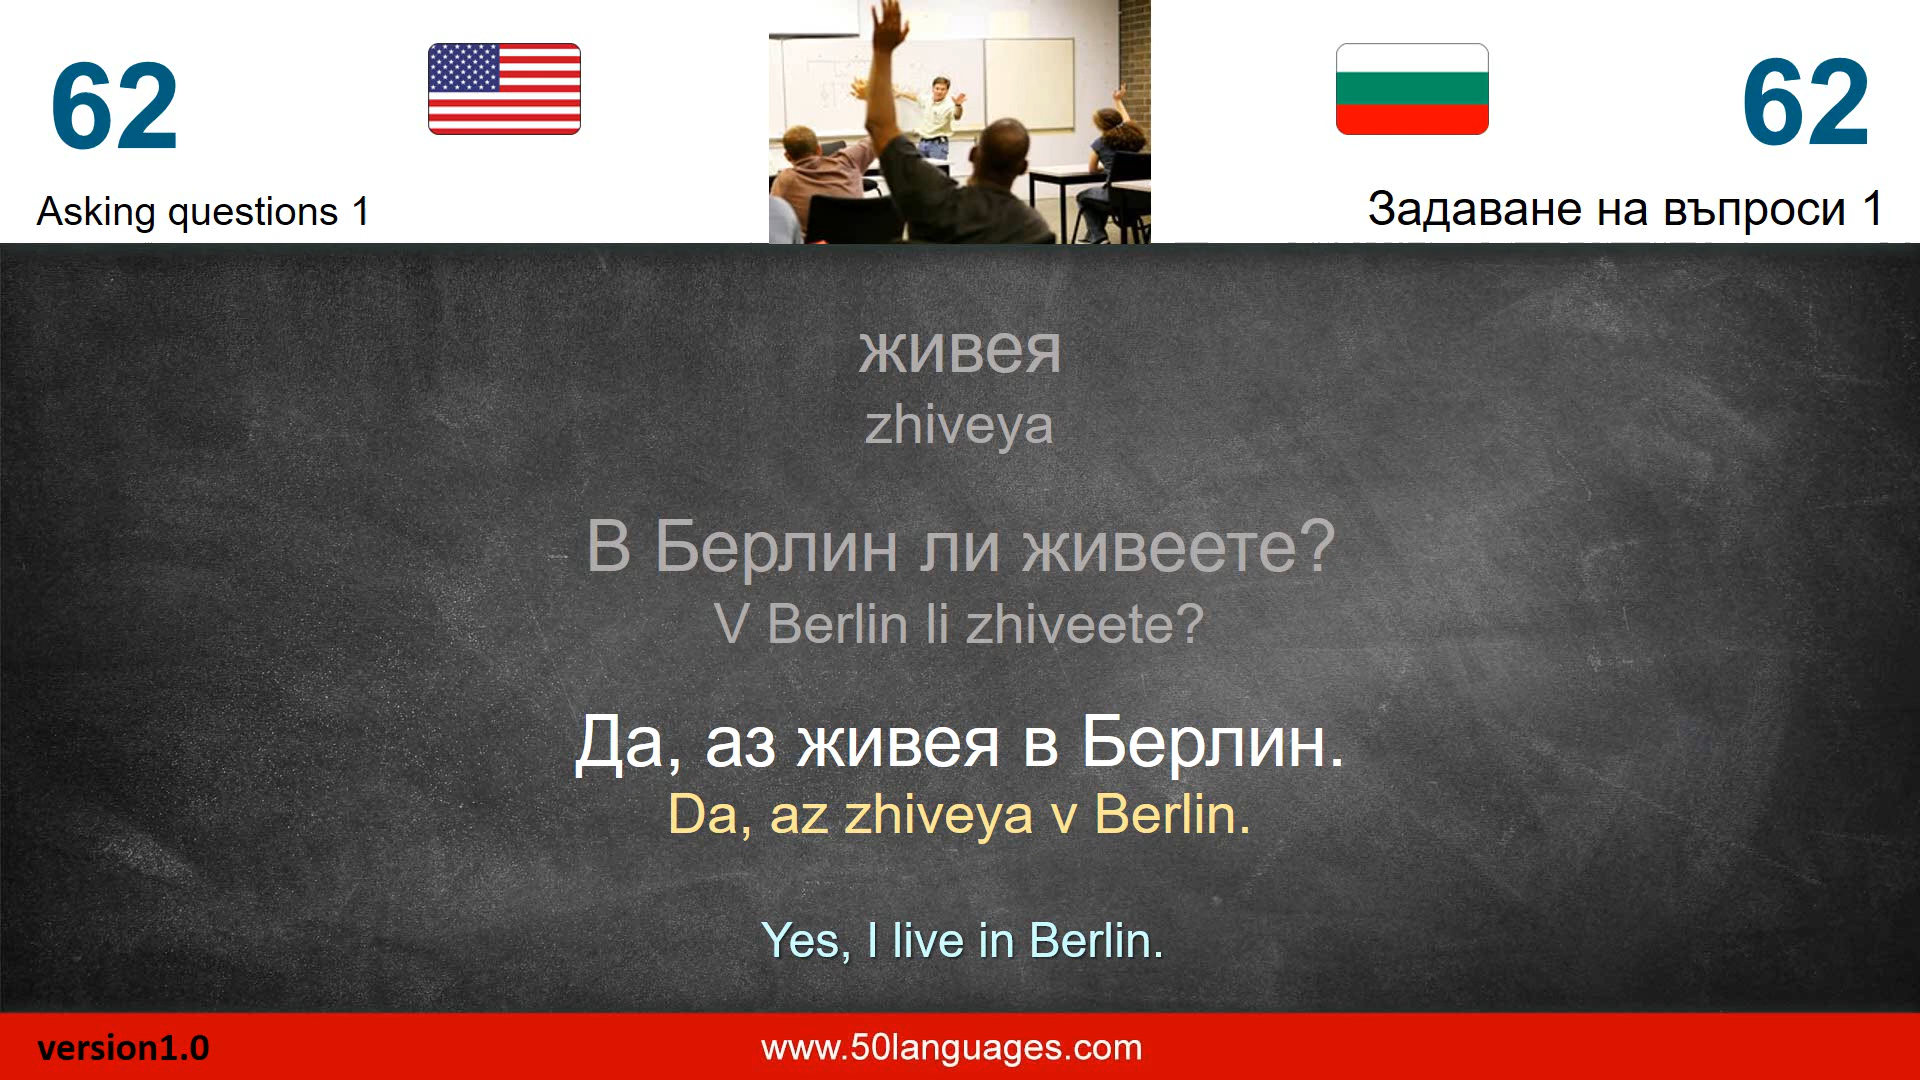 62
62
Asking questions 1
Задаване на въпроси 1
живея
zhiveya
В Берлин ли живеете?
V Berlin li zhiveete?
Да, аз живея в Берлин.
Da, az zhiveya v Berlin.
Yes, I live in Berlin.
version1.0
www.50languages.com